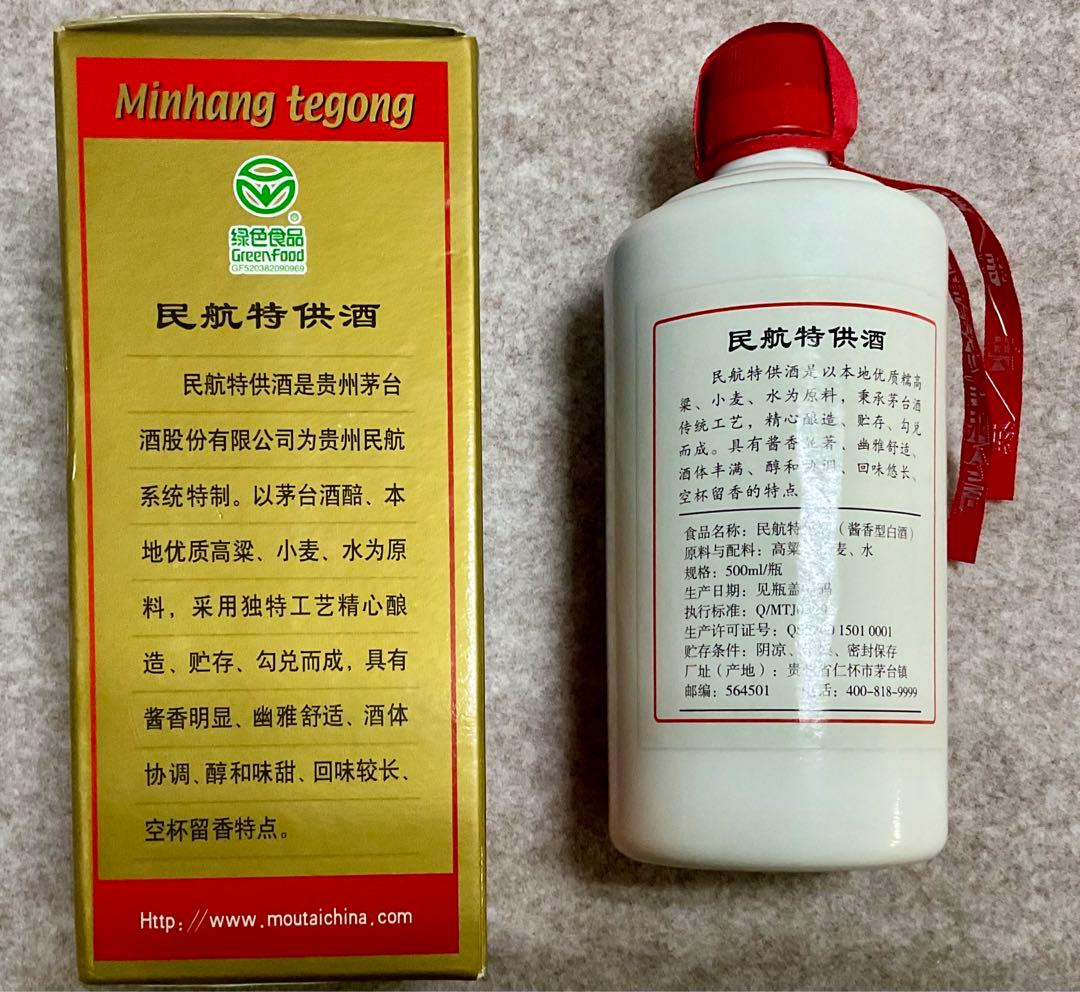 Minhang tegong
绿色食品
Greenfood
GF520382090969
民航特供酒
民航特供酒是贵州茅台
酒股份有限公司为贵州民航
系统特制。以茅台酒醅、本
地优质高粱、小麦、水为原
料，采用独特工艺精心酿
造、贮存、勾兑而成，具有
酱香明显、幽雅舒适、酒体
协调、醇和味甜、回味较长、
空杯留香特点。
Http://www.moutaichina.com
民航特供酒
民航特供酒是以本地优质糯高
粱、小麦、水为原料，秉承茅台酒
传统工艺，精心酿造、贮存、勾兑
而成。具有酱香 著、幽雅舒适、
酒体丰满、醇和 、回味悠长、
空杯留香的特点
食品名称：民航特 （酱香型白酒）
原料与配料：高粱 麦、水
规格：500ml/瓶
生产日期：见瓶盖 码
执行标准：Q/MTJ
生产许可证号：QS 1501 0001
贮存条件：阴凉、 、密封保存
厂址（产地）：贵 省仁怀市茅台镇
邮编：564501 电话：400-818-9999